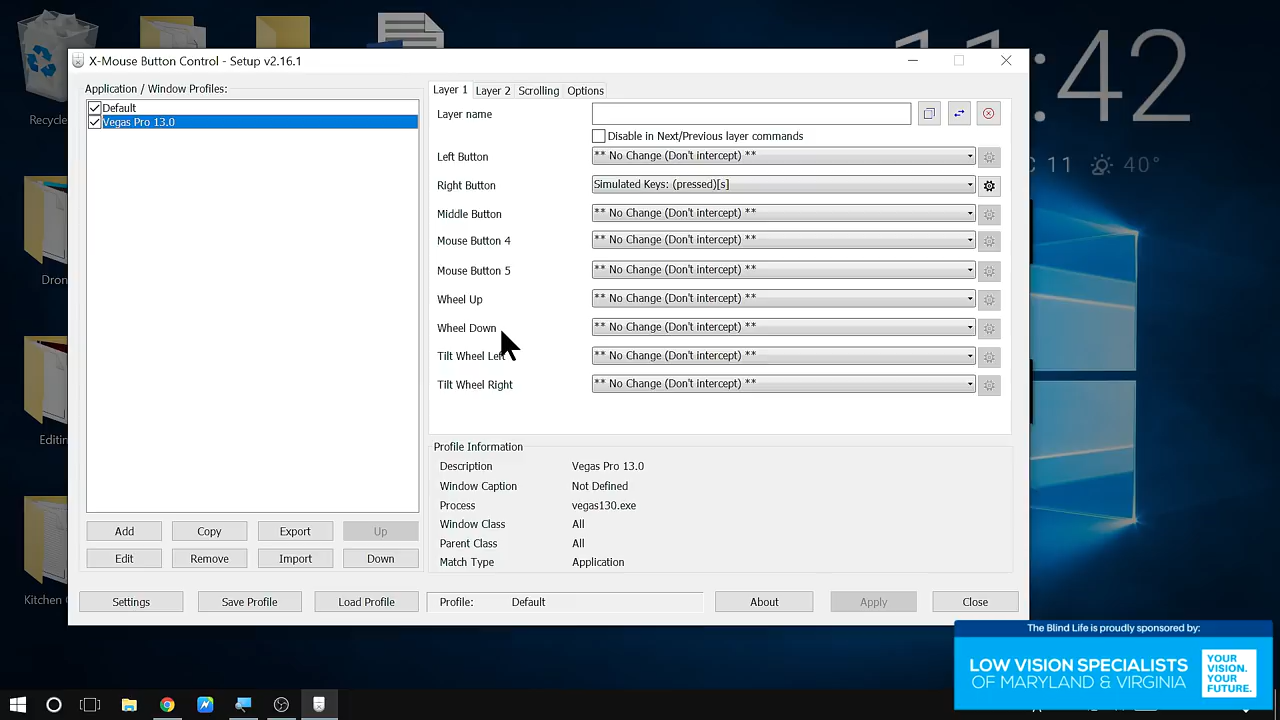 11:42
C 11 40°
Recycle
Dron
Editin
Kitchen
X-Mouse Button Control - Setup v2.16.1
Application / Window Profiles:
Default
Vegas Pro 13.0
Layer 1 Layer 2 Scrolling Options
Layer name
Disable in Next/Previous layer commands
Left Button ** No Change (Don't intercept) **
Right Button Simulated Keys: (pressed)[s]
Middle Button ** No Change (Don't intercept) **
Mouse Button 4 ** No Change (Don't intercept) **
Mouse Button 5 ** No Change (Don't intercept) **
Wheel Up ** No Change (Don't intercept) **
Wheel Down ** No Change (Don't intercept) **
Tilt Wheel Left ** No Change (Don't intercept) **
Tilt Wheel Right ** No Change (Don't intercept) **
Profile Information
Description Vegas Pro 13.0
Window Caption Not Defined
Process vegas130.exe
Window Class All
Parent Class All
Match Type Application
Add Copy Export Up
Edit Remove Import Down
Settings Save Profile Load Profile Profile: Default About Apply Close
The Blind Life is proudly sponsored by:
LOW VISION SPECIALISTS
OF MARYLAND & VIRGINIA
YOUR
VISION.
YOUR
FUTURE.